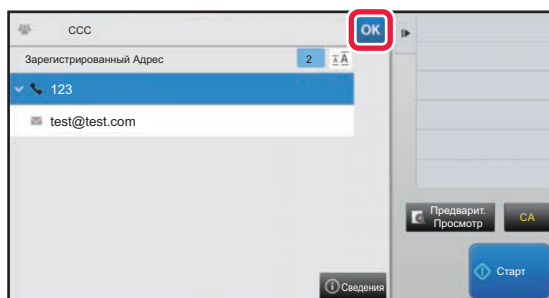 CCC
OK
Зарегистрированный Адрес
2
123
test@test.com
Предварит.
Просмотр
CA
Старт
Сведения